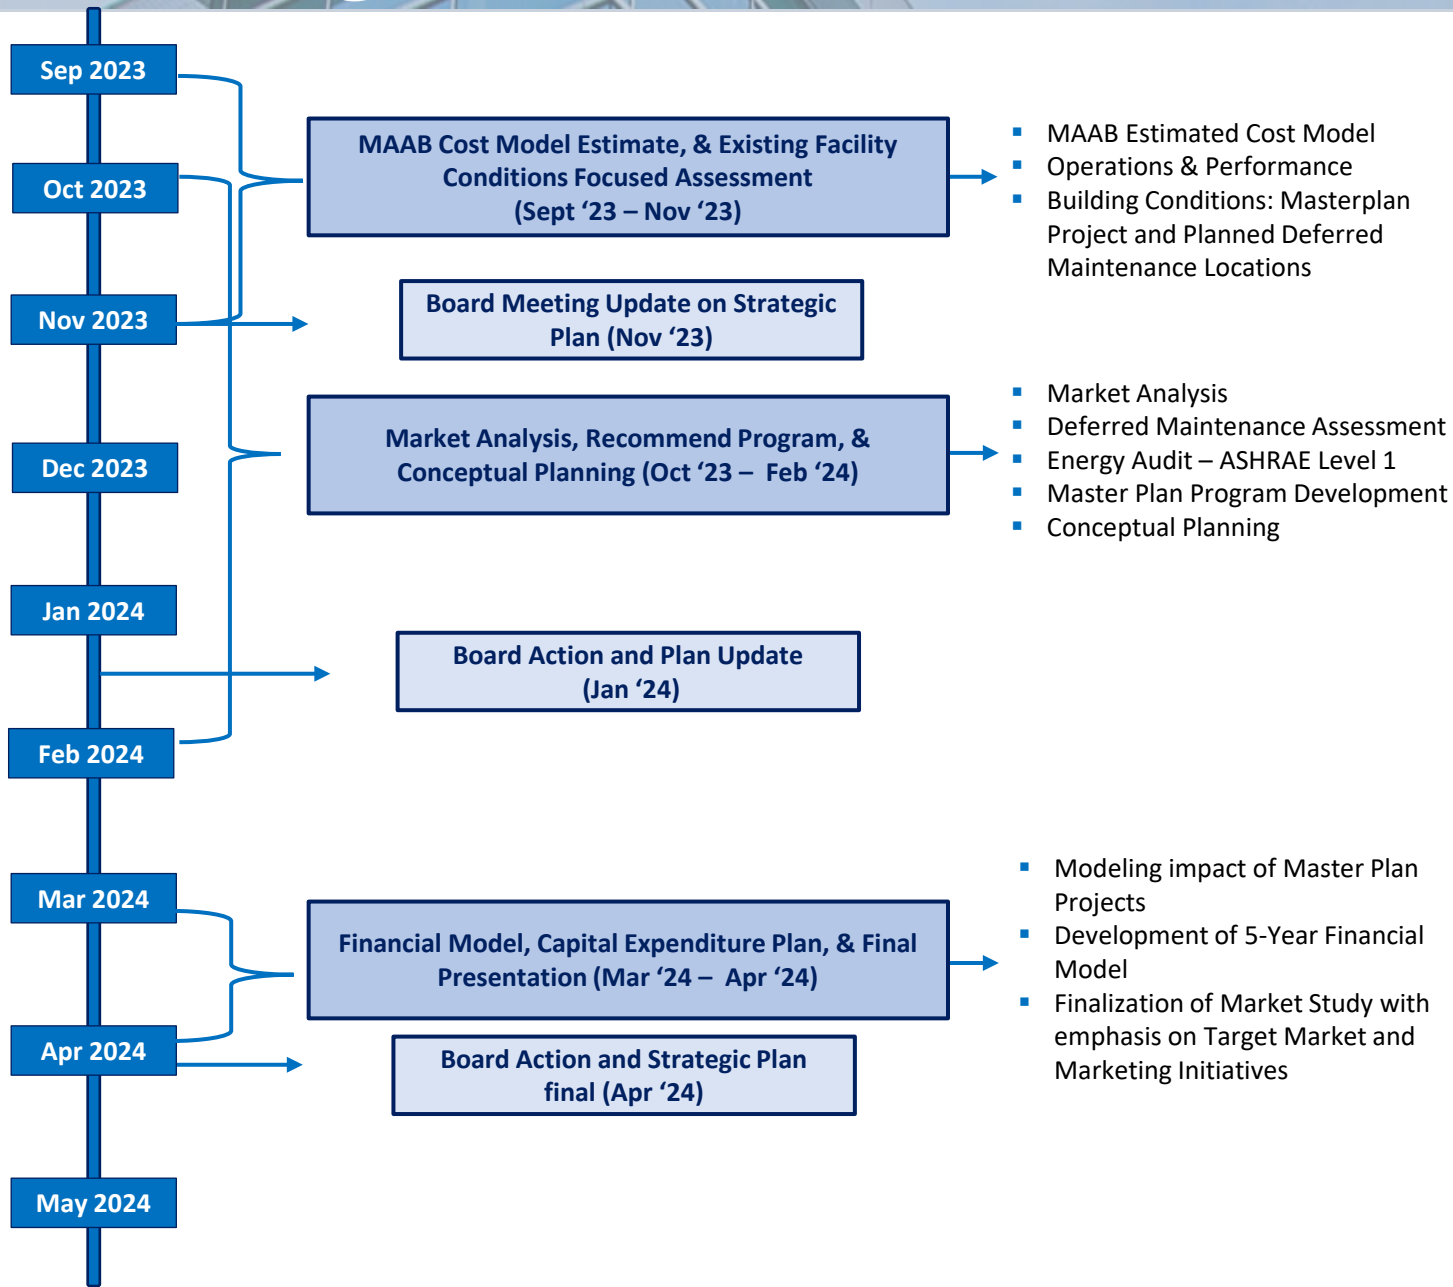 Sep 2023
Oct 2023
Nov 2023
Dec 2023
Jan 2024
Feb 2024
Mar 2024
Apr 2024
May 2024
MAAB Cost Model Estimate, & Existing Facility
Conditions Focused Assessment
(Sept ‘23 – Nov ‘23)
▪ MAAB Estimated Cost Model
▪ Operations & Performance
▪ Building Conditions: Masterplan
Project and Planned Deferred
Maintenance Locations
Board Meeting Update on Strategic
Plan (Nov ‘23)
Market Analysis, Recommend Program, &
Conceptual Planning (Oct ‘23 – Feb ‘24)
▪ Market Analysis
▪ Deferred Maintenance Assessment
▪ Energy Audit – ASHRAE Level 1
▪ Master Plan Program Development
▪ Conceptual Planning
Board Action and Plan Update
(Jan ‘24)
Financial Model, Capital Expenditure Plan, & Final
Presentation (Mar ‘24 – Apr ‘24)
▪ Modeling impact of Master Plan
Projects
▪ Development of 5-Year Financial
Model
▪ Finalization of Market Study with
emphasis on Target Market and
Marketing Initiatives
Board Action and Strategic Plan
final (Apr ‘24)